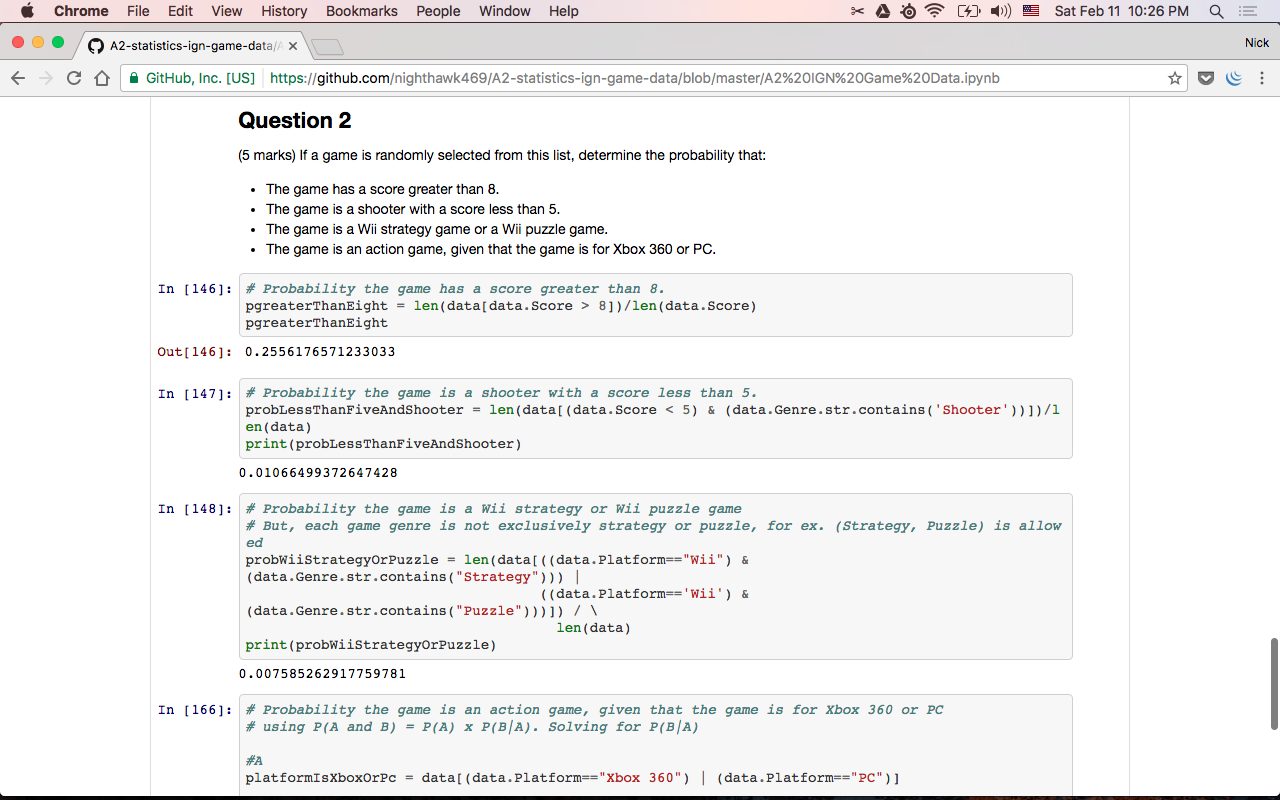 Chrome File Edit View History Bookmarks People Window Help Sat Feb 11 10:26 PM
A2-statistics-ign-game-data/A Nick
GitHub, Inc. [US] https://github.com/nighthawk469/A2-statistics-ign-game-data/blob/master/A2%20IGN%20Game%20Data.ipynb
Question 2
(5 marks) If a game is randomly selected from this list, determine the probability that:
• The game has a score greater than 8.
• The game is a shooter with a score less than 5.
• The game is a Wii strategy game or a Wii puzzle game.
• The game is an action game, given that the game is for Xbox 360 or PC.
In [146]: # Probability the game has a score greater than 8.
pgreaterThanEight = len(data[data.Score > 8])/len(data.Score)
pgreaterThanEight
Out[146]: 0.2556176571233033
In [147]: # Probability the game is a shooter with a score less than 5.
probLessThanFiveAndShooter = len(data[(data.Score < 5) & (data.Genre.str.contains('Shooter'))])/l
en(data)
print(probLessThanFiveAndShooter)
0.01066499372647428
In [148]: # Probability the game is a Wii strategy or Wii puzzle game
# But, each game genre is not exclusively strategy or puzzle, for ex. (Strategy, Puzzle) is allow
ed
probWiiStrategyOrPuzzle = len(data[((data.Platform=="Wii") &
(data.Genre.str.contains("Strategy"))) |
((data.Platform=='Wii') &
(data.Genre.str.contains("Puzzle")))]) / \
len(data)
print(probWiiStrategyOrPuzzle)
0.007585262917759781
In [166]: # Probability the game is an action game, given that the game is for Xbox 360 or PC
# using P(A and B) = P(A) x P(B|A). Solving for P(B|A)
#A
platformIsXboxOrPc = data[(data.Platform=="Xbox 360") | (data.Platform=="PC")]